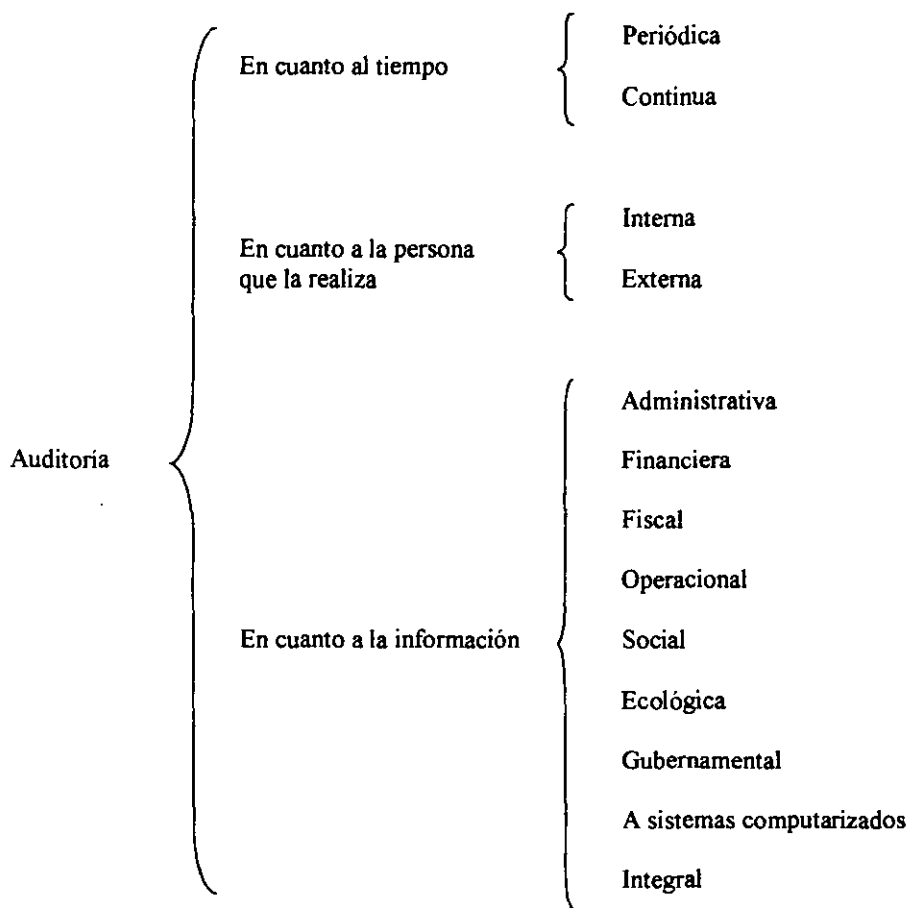 Auditoría
En cuanto al tiempo
Periódica
Continua
En cuanto a la persona
que la realiza
Interna
Externa
En cuanto a la información
Administrativa
Financiera
Fiscal
Operacional
Social
Ecológica
Gubernamental
A sistemas computarizados
Integral